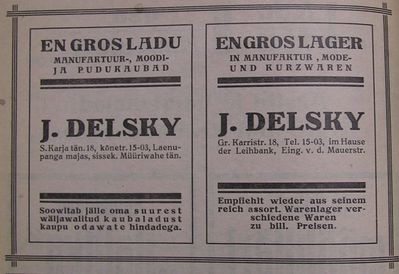 EN GROS LADU
MANUFAKTUUR-, MOODI-
JA PUDUKAUBAD
J. DELSKY
S. Karja tän. 18, kõnetr. 15-03, Laenu-
panga majas, sissek. Müüriwahe tän.
Soowitab jälle oma suurest
wäljawalitud kaubaladust
kaupu odawate hindadega.
EN GROS LAGER
IN MANUFAKTUR, MODE-
UND KURZWAREN
J. DELSKY
Gr. Karristr. 18, Tel. 15-03, im Hause
der Leihbank, Eing. v. d. Mauerstr.
Empfiehlt wieder aus seinem
reich assort. Warenlager ver-
schiedene Waren
zu bill. Preisen.